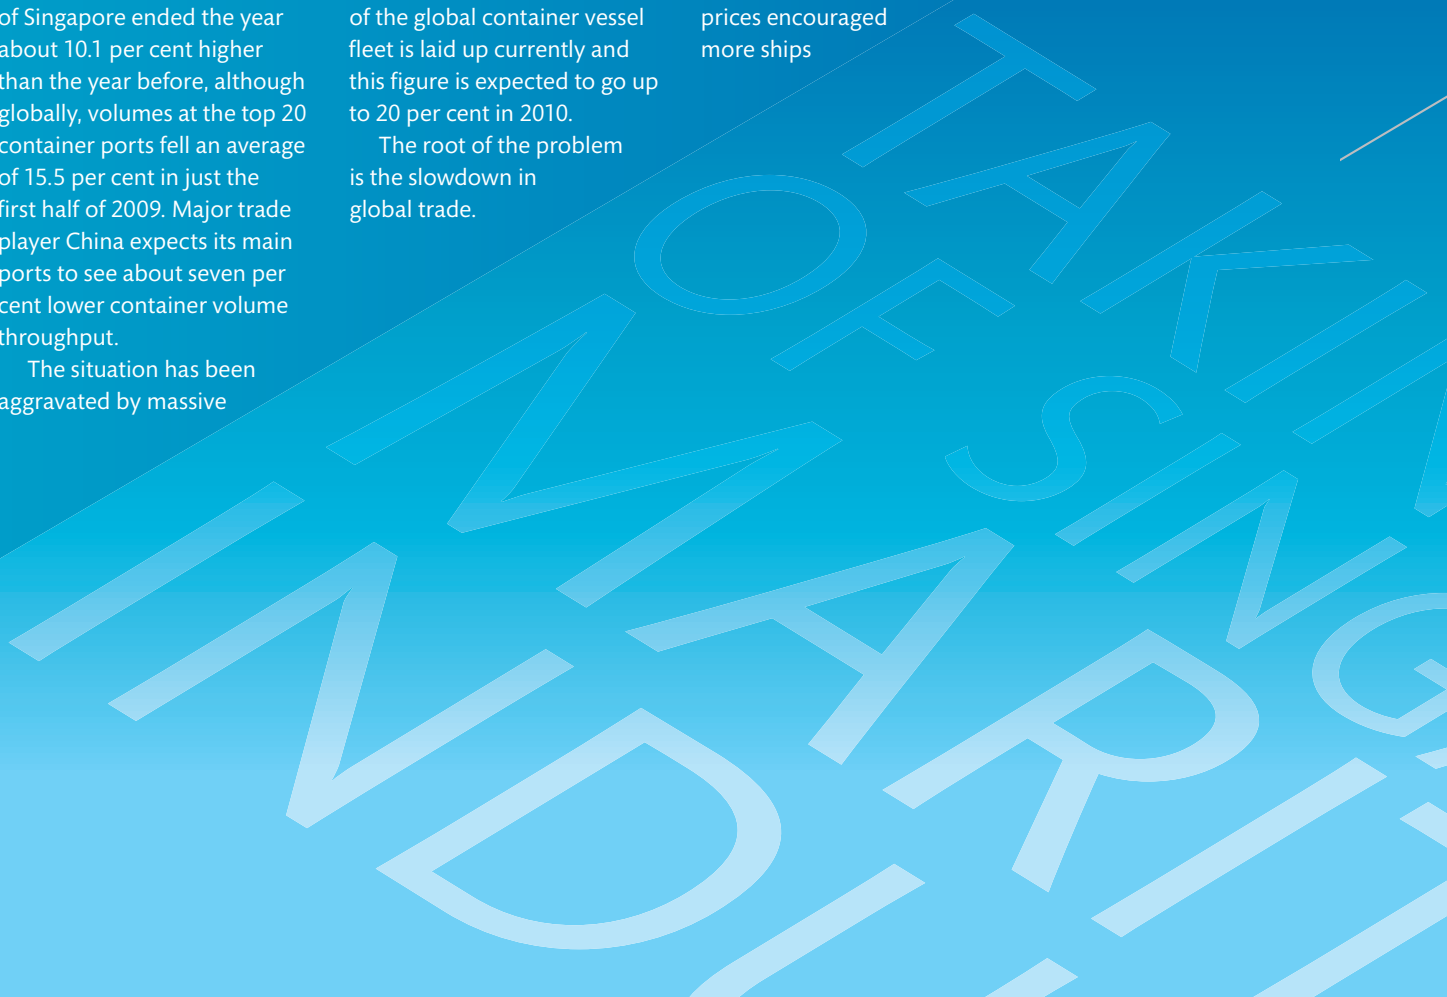 of Singapore ended the year
about 10.1 per cent higher
than the year before, although
globally, volumes at the top 20
container ports fell an average
of 15.5 per cent in just the
first half of 2009. Major trade
player China expects its main
ports to see about seven per
cent lower container volume
throughput.
The situation has been
aggravated by massive
of the global container vessel
fleet is laid up currently and
this figure is expected to go up
to 20 per cent in 2010.
The root of the problem
is the slowdown in
global trade.
prices encouraged
more ships
TAKIN
OF SING
MARIT
INDU